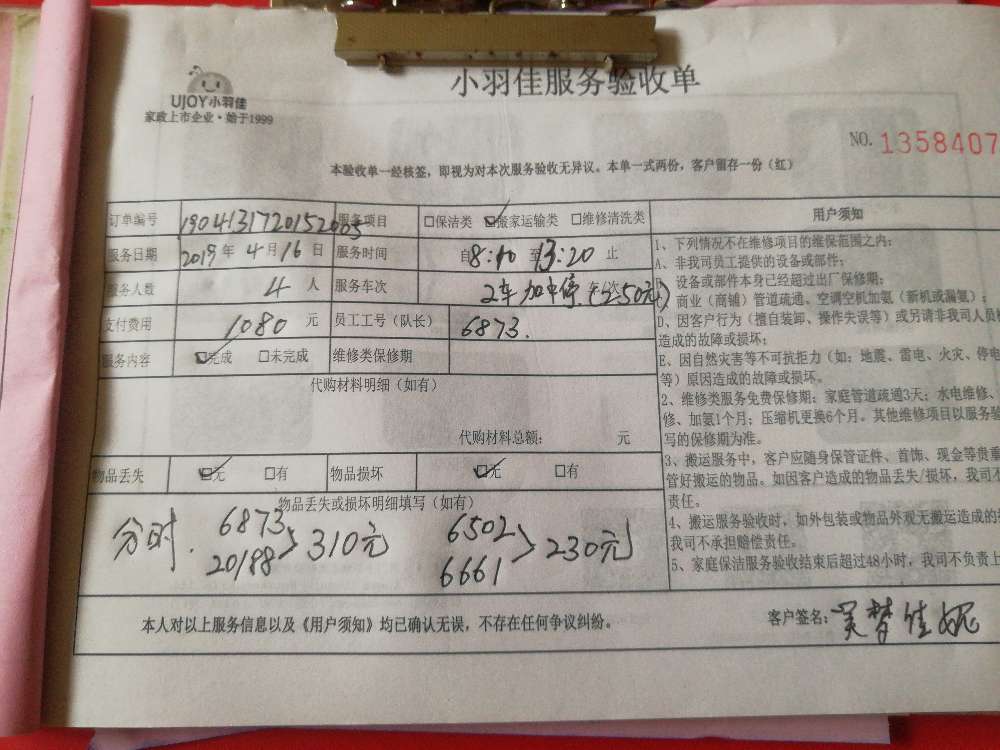 UJOY小羽佳
家政上市企业·始于1999
小羽佳服务验收单
NO. 1358407
本验收单一经核签，即视为对本次服务验收无异议。本单一式两份，客户留存一份（红）
订单编号 1904131720152005 服务项目 □保洁类 ☑搬家运输类 □维修清洗类
服务日期 2019年 4月16日 服务时间 自8:10至13:20止
服务人数 4 人 服务车次 2车加中停(250元)
支付费用 1080 元 员工工号（队长） 6873.
服务内容 ☑完成 □未完成 维修类保修期
代购材料明细（如有）
代购材料总额： 元
物品丢失 ☑无 □有 物品损坏 ☑无 □有
物品丢失或损坏明细填写（如有）
分时. 6873 20188 > 310元 6502 6661 > 230元
本人对以上服务信息以及《用户须知》均已确认无误，不存在任何争议纠纷。
客户签名：吴梦佳妮
用户须知
1、下列情况不在维修项目的维保范围之内：
A、非我司员工提供的设备或部件；
设备或部件本身已经超过出厂保修期；
商业（商铺）管道疏通、空调空机加氨（新机或漏氨；
D、因客户行为（擅自装卸、操作失误等）或另请非我司人员
造成的故障或损坏；
E、因自然灾害等不可抗拒力（如：地震、雷电、火灾、停电
等）原因造成的故障或损坏。
2、维修类服务免费保修期：家庭管道疏通3天；水电维修、
修、加氨1个月；压缩机更换6个月。其他维修项目以服务验
写的保修期为准。
3、搬运服务中，客户应随身保管证件、首饰、现金等贵重
管好搬运的物品。如因客户造成的物品丢失/损坏，我司不
责任。
4、搬运服务验收时，如外包装或物品外观无搬运造成的
我司不承担赔偿责任。
5、家庭保洁服务验收结束后超过48小时，我司不负责上